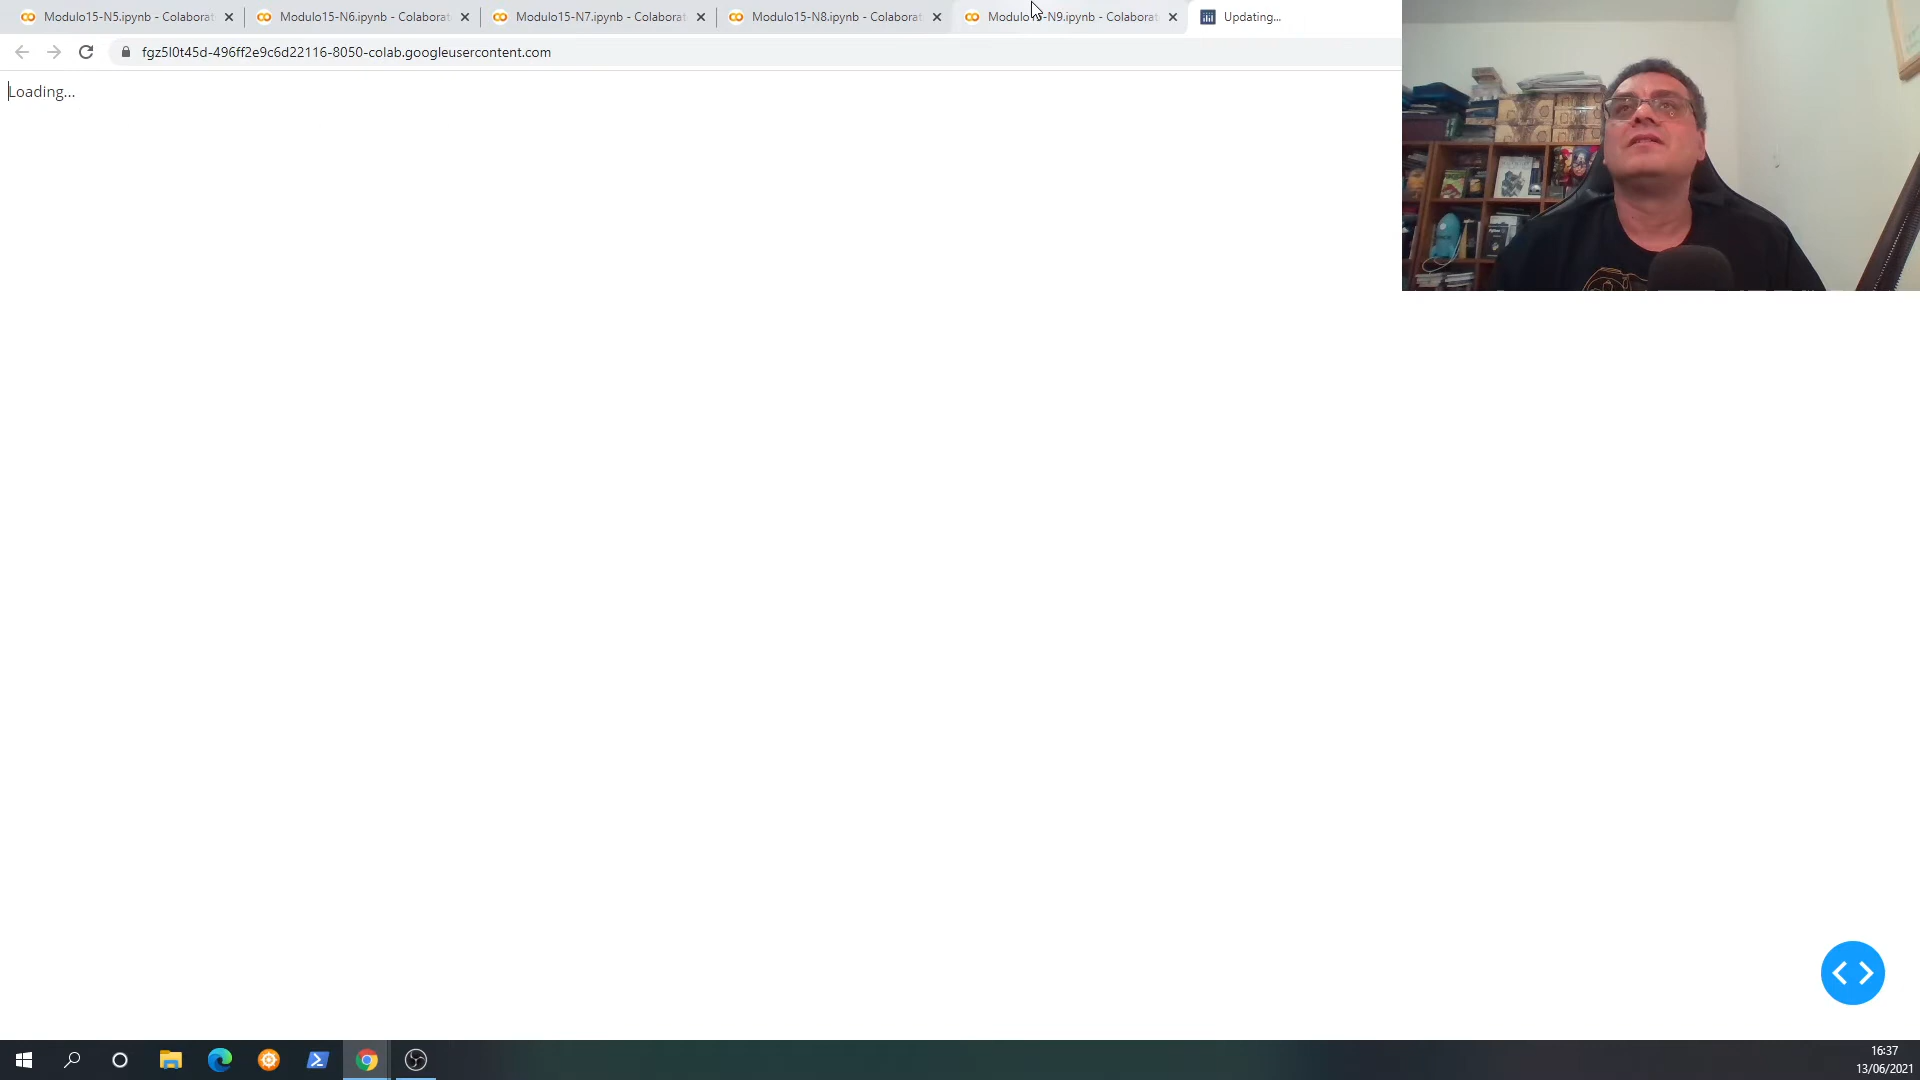 Modulo15-N5.ipynb - Colaborat
Modulo15-N6.ipynb - Colaborat
Modulo15-N7.ipynb - Colaborat
Modulo15-N8.ipynb - Colaborat
Modulo15-N9.ipynb - Colaborat
Updating...
fgz5l0t45d-496ff2e9c6d22116-8050-colab.googleusercontent.com
Loading...
16:37
13/06/2021